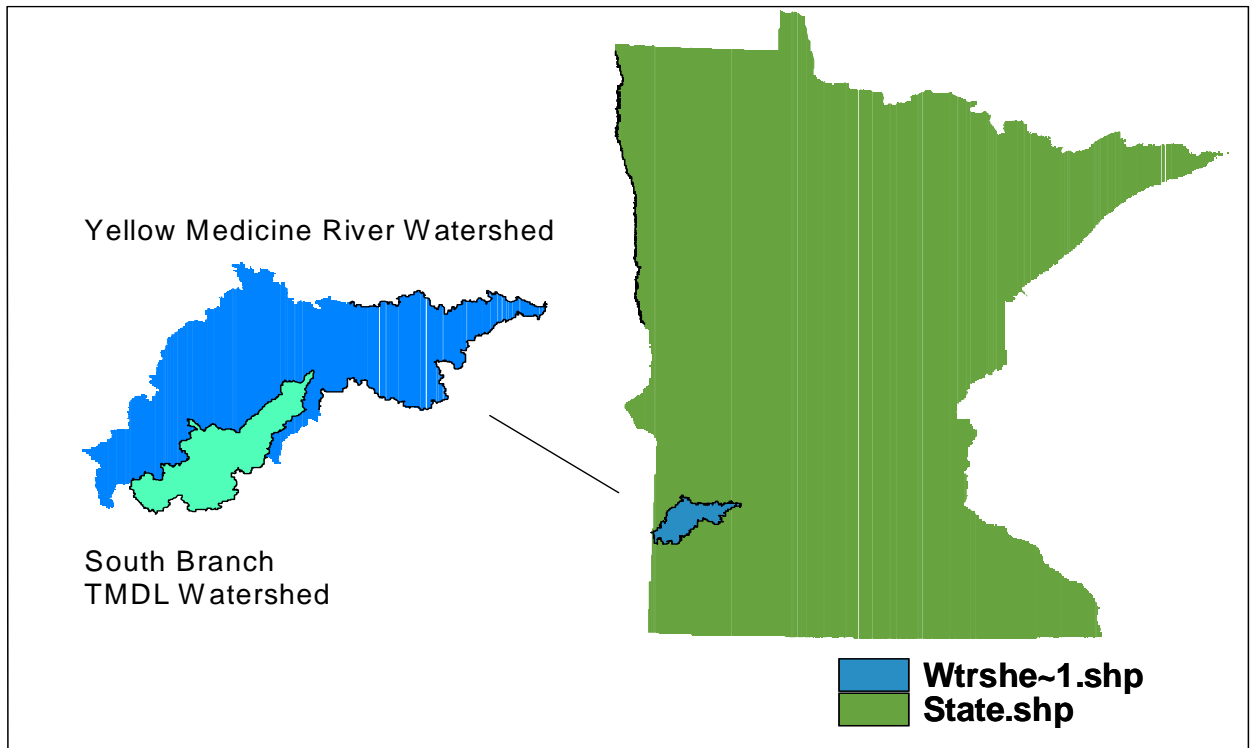 Yellow Medicine River Watershed
South Branch
TMDL Watershed
Wtrshe~1.shp
State.shp